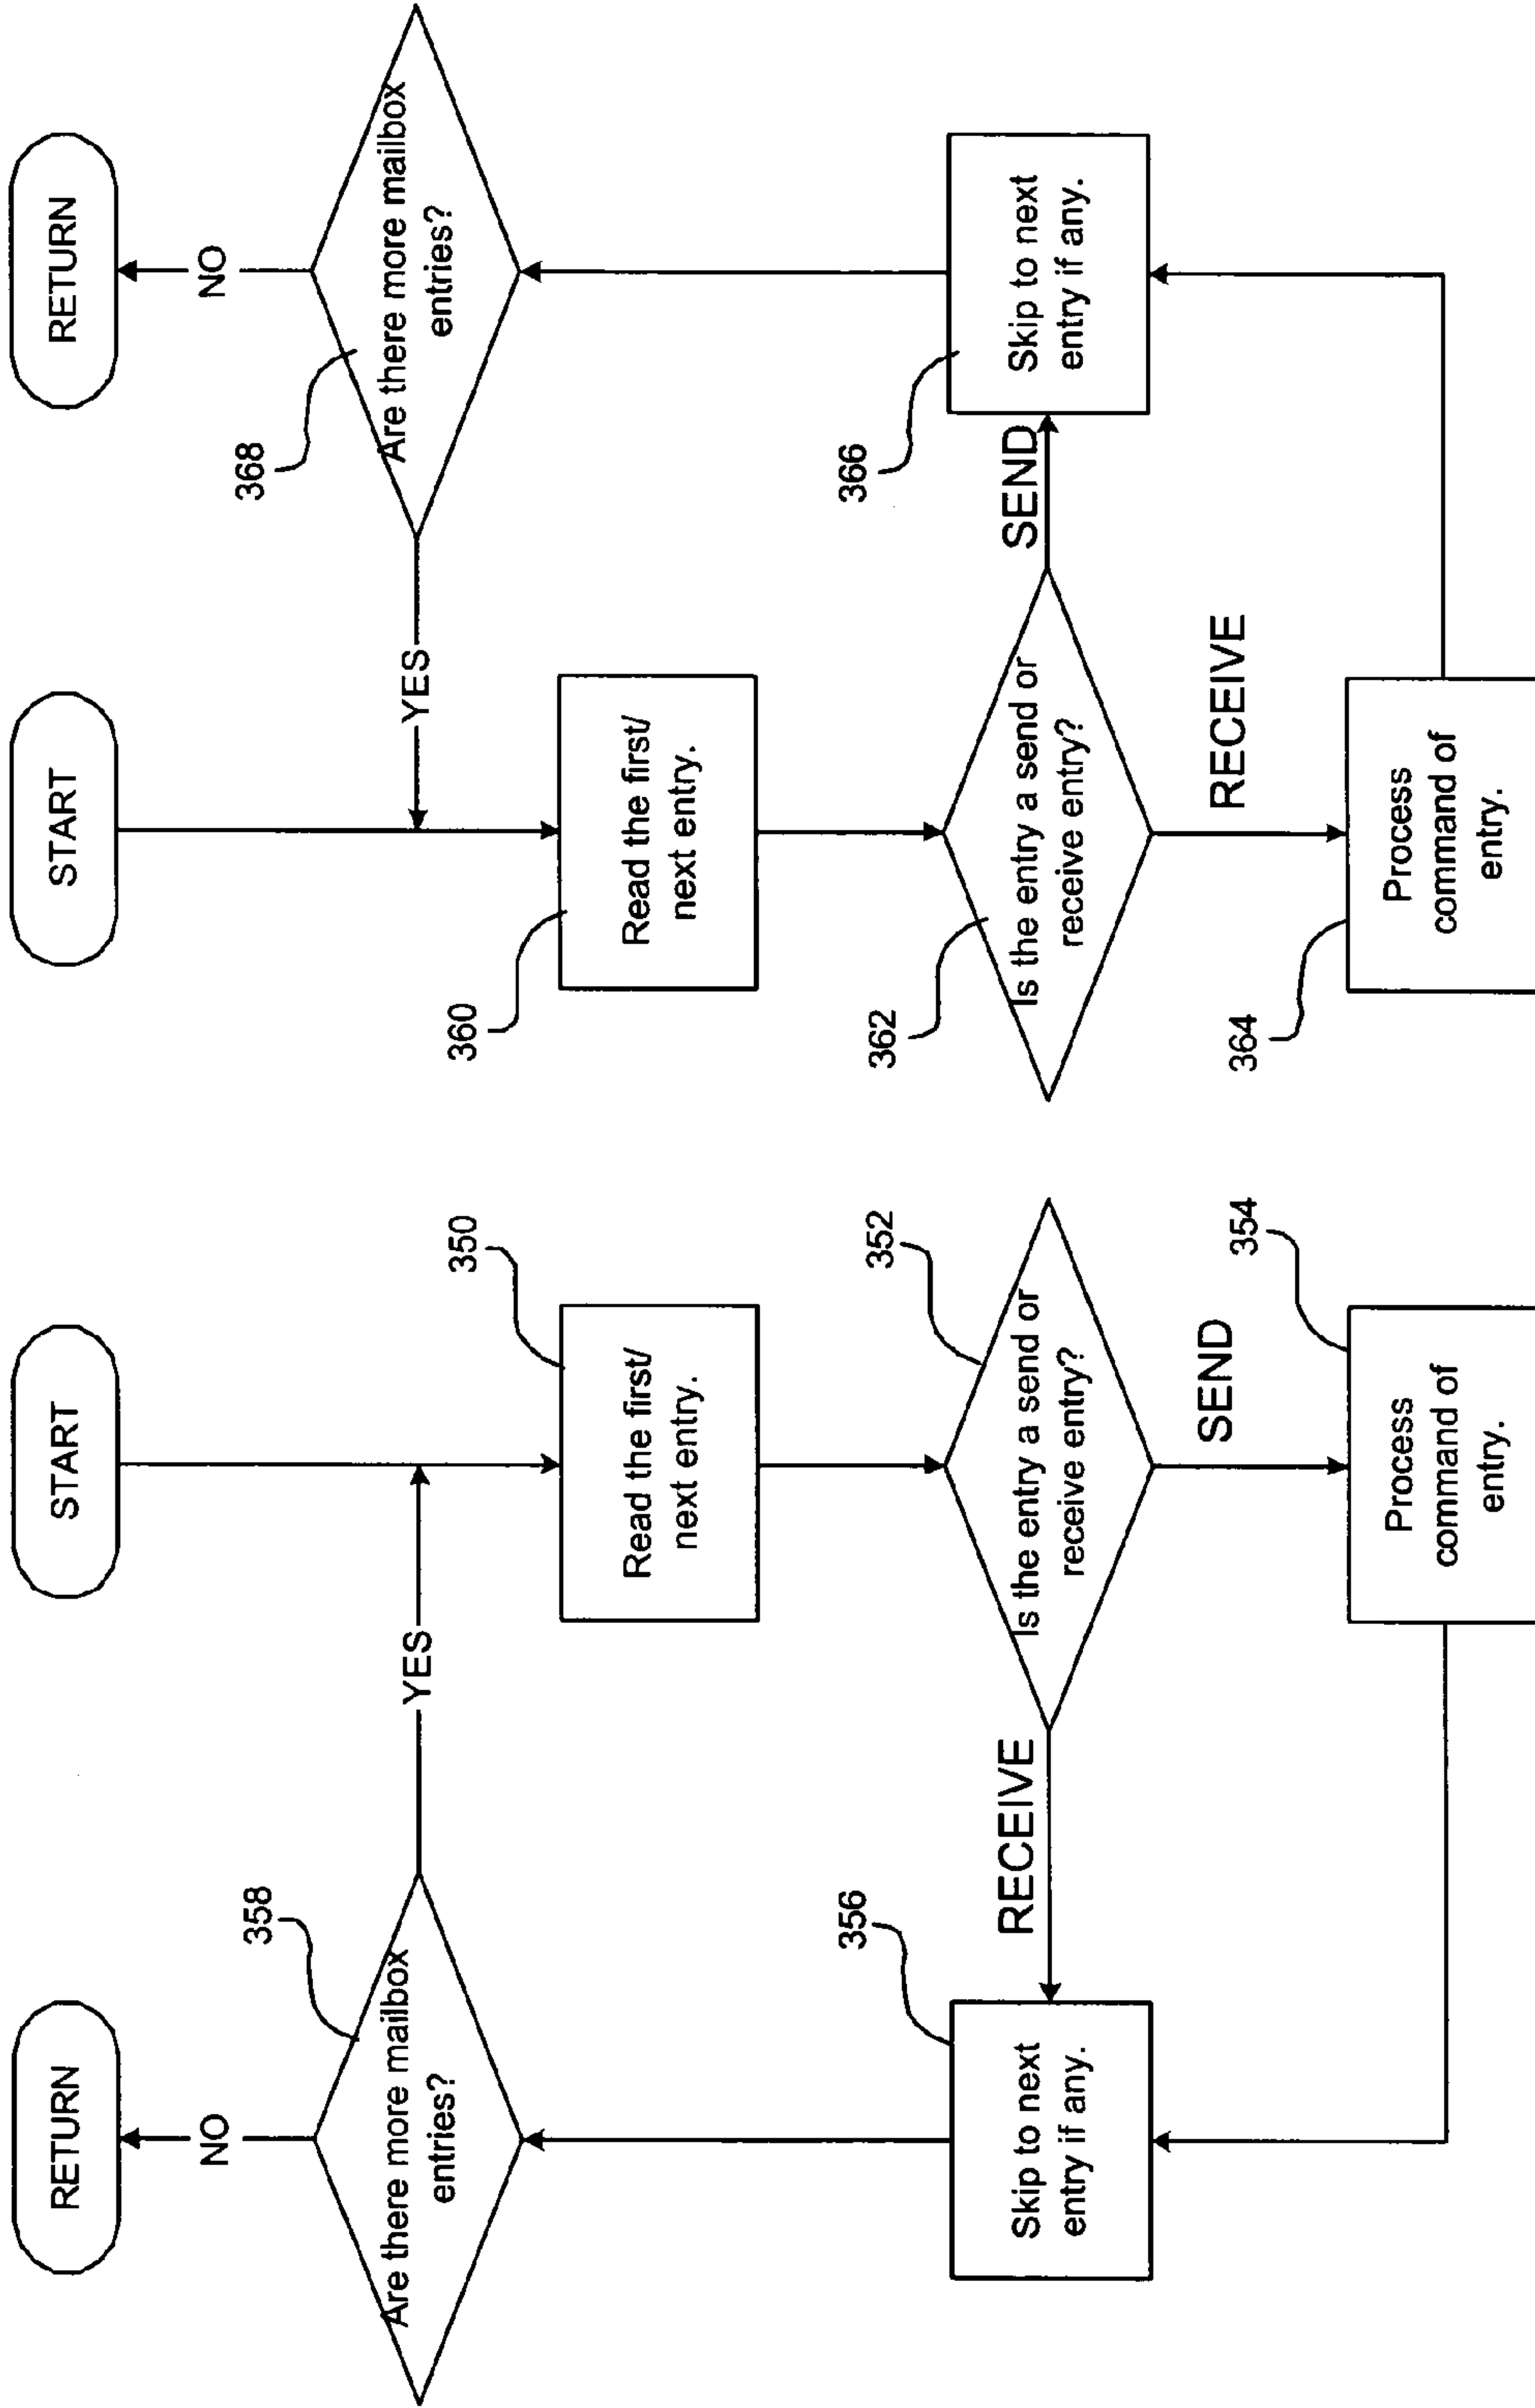 RETURN
START
NO
358
Are there more mailbox
entries?
YES
350
Read the first/
next entry.
352
Is the entry a send or
receive entry?
RECEIVE
SEND
356
Skip to next
entry if any.
354
Process
command of
entry.
START
RETURN
NO
368
Are there more mailbox
entries?
YES
360
Read the first/
next entry.
362
Is the entry a send or
receive entry?
SEND
RECEIVE
366
Skip to next
entry if any.
364
Process
command of
entry.